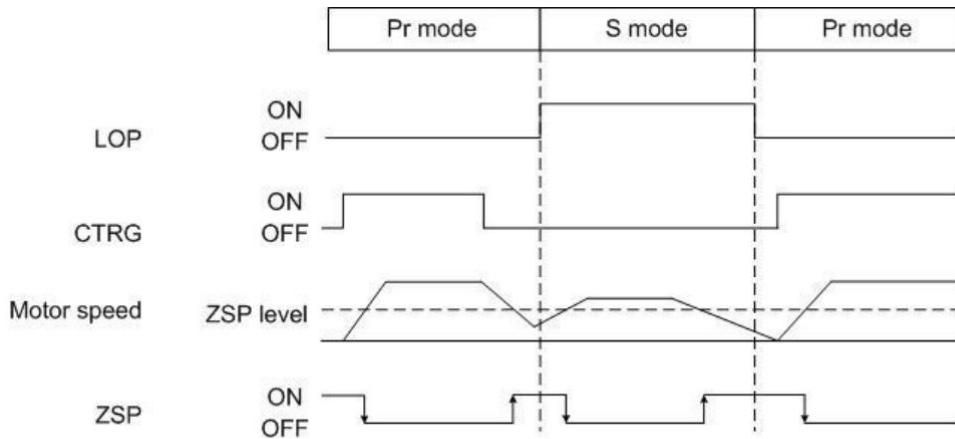 Pr mode S mode Pr mode
ON
LOP OFF
ON
CTRG OFF
Motor speed ZSP level
ON
ZSP OFF